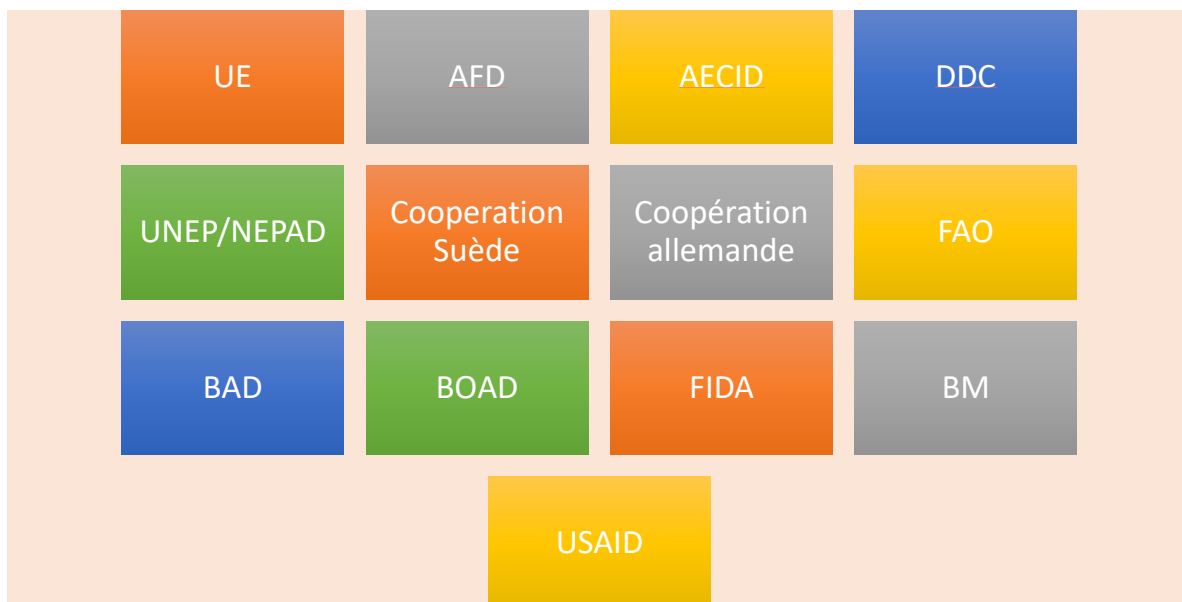 UE
AFD
AECID
DDC
UNEP/NEPAD
Cooperation
Suède
Coopération
allemande
FAO
BAD
BOAD
FIDA
BM
USAID